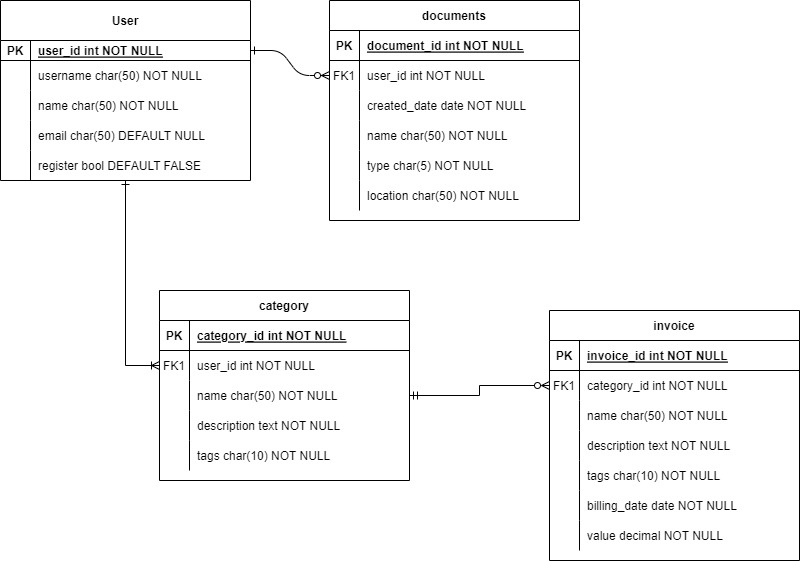 User
PK user_id int NOT NULL
username char(50) NOT NULL
name char(50) NOT NULL
email char(50) DEFAULT NULL
register bool DEFAULT FALSE
documents
PK document_id int NOT NULL
FK1 user_id int NOT NULL
created_date date NOT NULL
name char(50) NOT NULL
type char(5) NOT NULL
location char(50) NOT NULL
category
PK category_id int NOT NULL
FK1 user_id int NOT NULL
name char(50) NOT NULL
description text NOT NULL
tags char(10) NOT NULL
invoice
PK invoice_id int NOT NULL
FK1 category_id int NOT NULL
name char(50) NOT NULL
description text NOT NULL
tags char(10) NOT NULL
billing_date date NOT NULL
value decimal NOT NULL